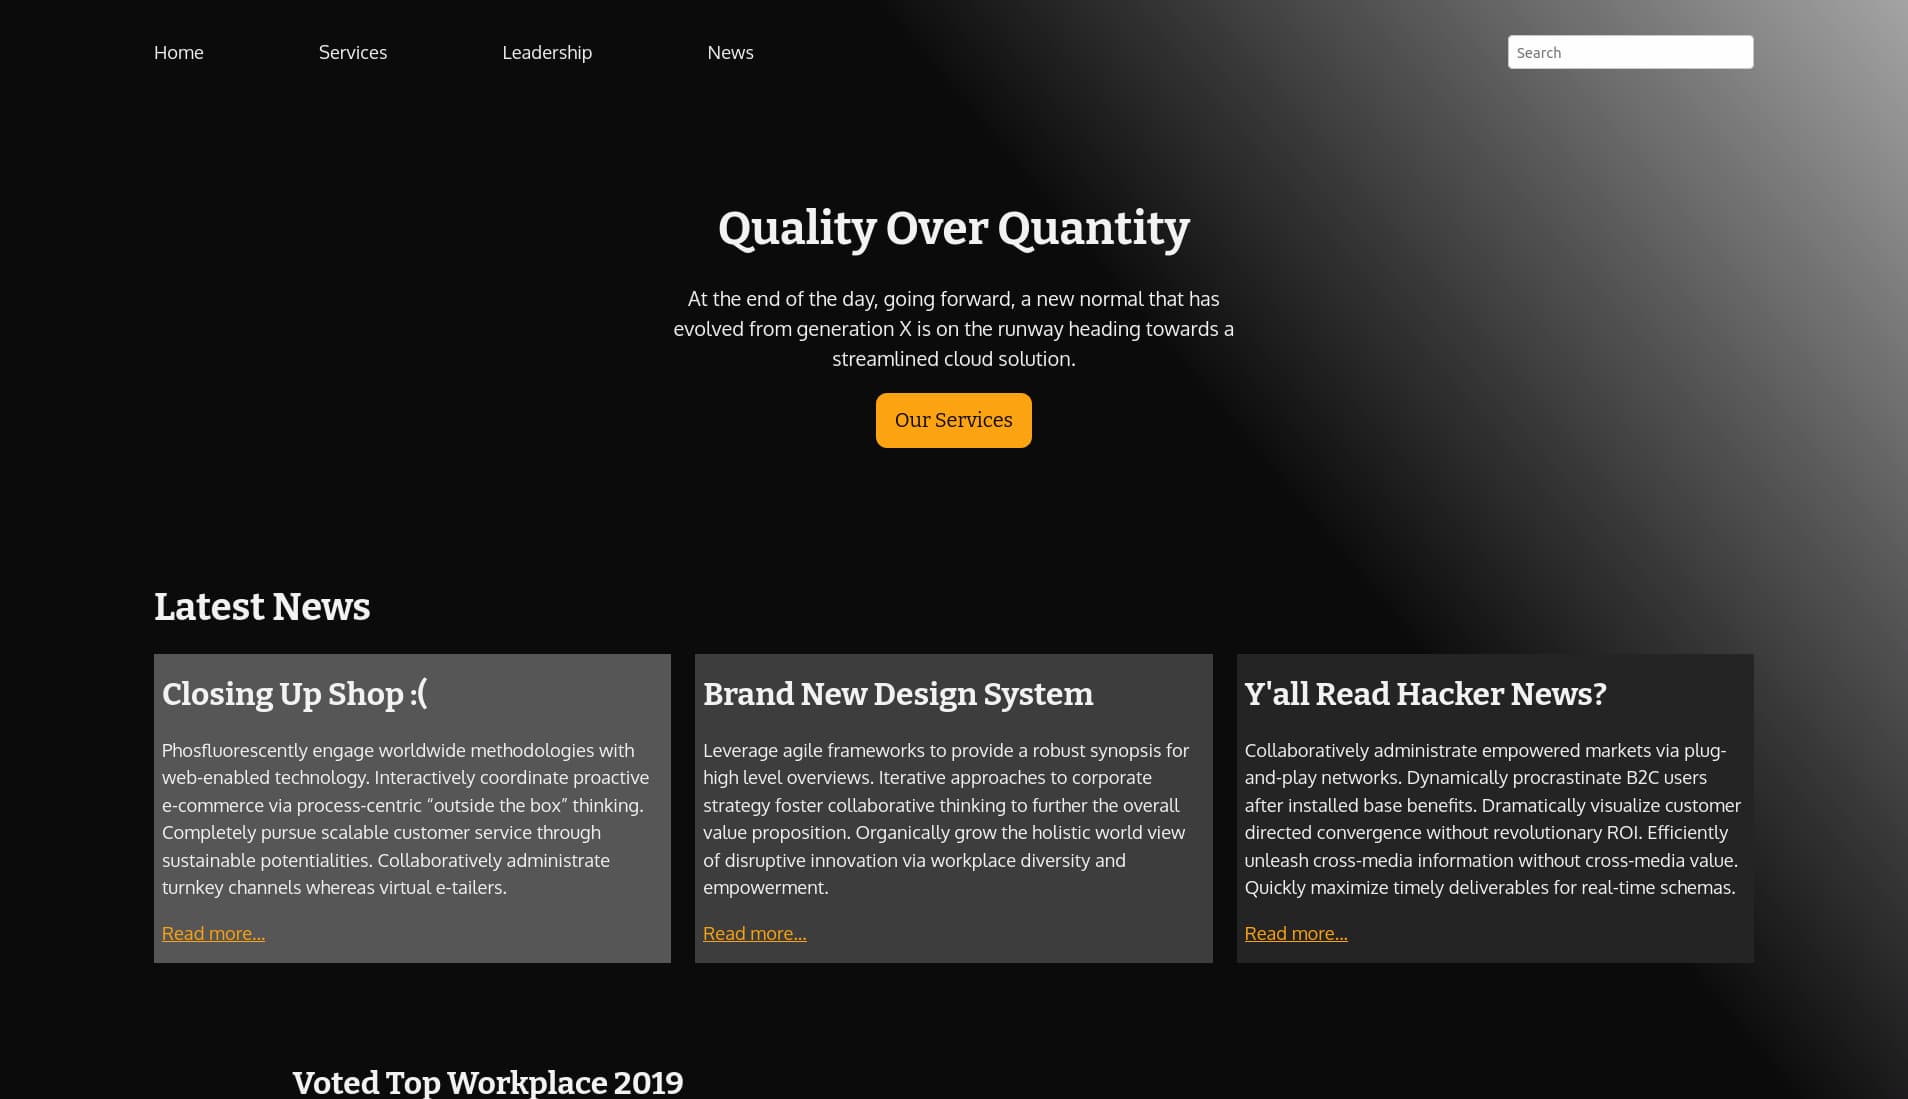 Home Services Leadership News Search
Quality Over Quantity
At the end of the day, going forward, a new normal that has
evolved from generation X is on the runway heading towards a
streamlined cloud solution.
Our Services
Latest News
Closing Up Shop :(
Phosfluorescently engage worldwide methodologies with
web-enabled technology. Interactively coordinate proactive
e-commerce via process-centric “outside the box” thinking.
Completely pursue scalable customer service through
sustainable potentialities. Collaboratively administrate
turnkey channels whereas virtual e-tailers.
Read more...
Brand New Design System
Leverage agile frameworks to provide a robust synopsis for
high level overviews. Iterative approaches to corporate
strategy foster collaborative thinking to further the overall
value proposition. Organically grow the holistic world view
of disruptive innovation via workplace diversity and
empowerment.
Read more...
Y'all Read Hacker News?
Collaboratively administrate empowered markets via plug-
and-play networks. Dynamically procrastinate B2C users
after installed base benefits. Dramatically visualize customer
directed convergence without revolutionary ROI. Efficiently
unleash cross-media information without cross-media value.
Quickly maximize timely deliverables for real-time schemas.
Read more...
Voted Top Workplace 2019